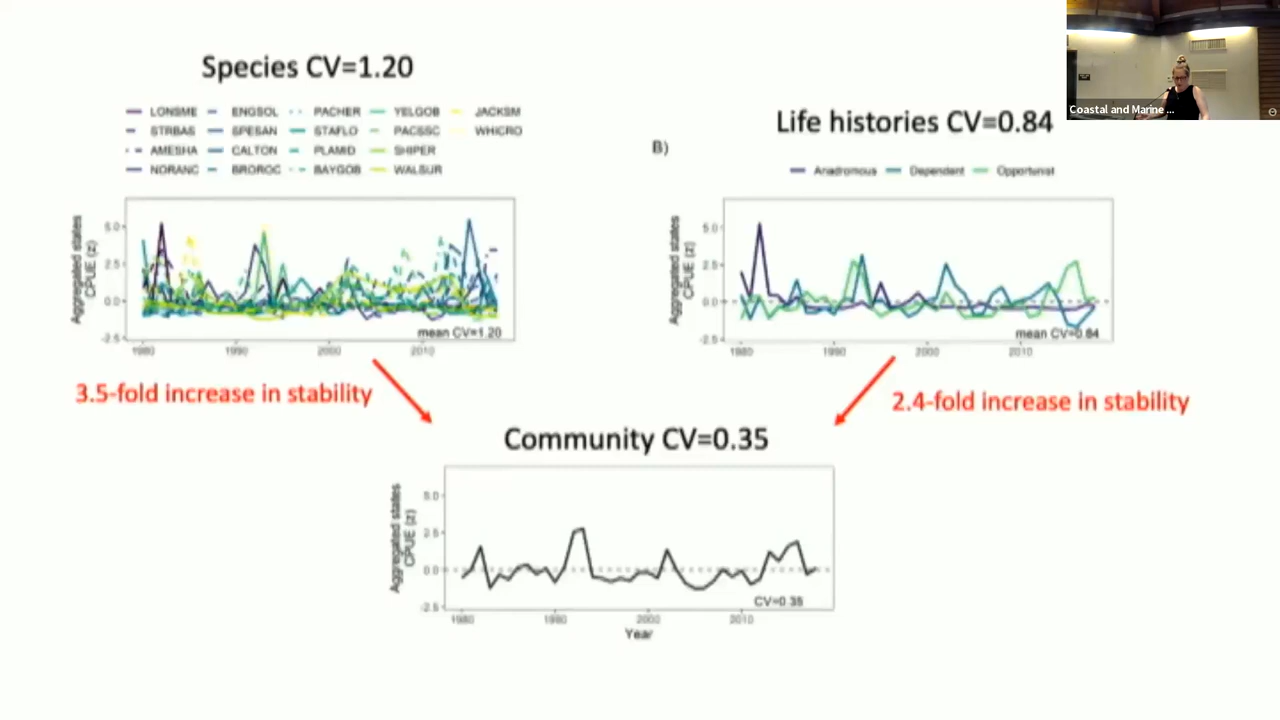 Species CV=1.20
LONSME ENGSOL PACHER YELGOB JACKSM
STRBAS SPESAN STAFLO PACSSC WHICRO
AMESHA CALTON PLAMID SHIPER
NORANC BROROC BAYGOB WALSUR
Aggregated states
CPUE (z)
5.0
2.5
0.0
-2.5
mean CV=1.20
1980 1990 2000 2010
Coastal and Marine ...
Life histories CV=0.84
B)
Anadromous Dependent Opportunist
Aggregated states
CPUE (z)
5.0
2.5
0.0
-2.5
mean CV=0.84
1980 1990 2000 2010
3.5-fold increase in stability
2.4-fold increase in stability
Community CV=0.35
Aggregated states
CPUE (z)
5.0
2.5
0.0
-2.5
CV=0.35
1980 1990 2000 2010
Year